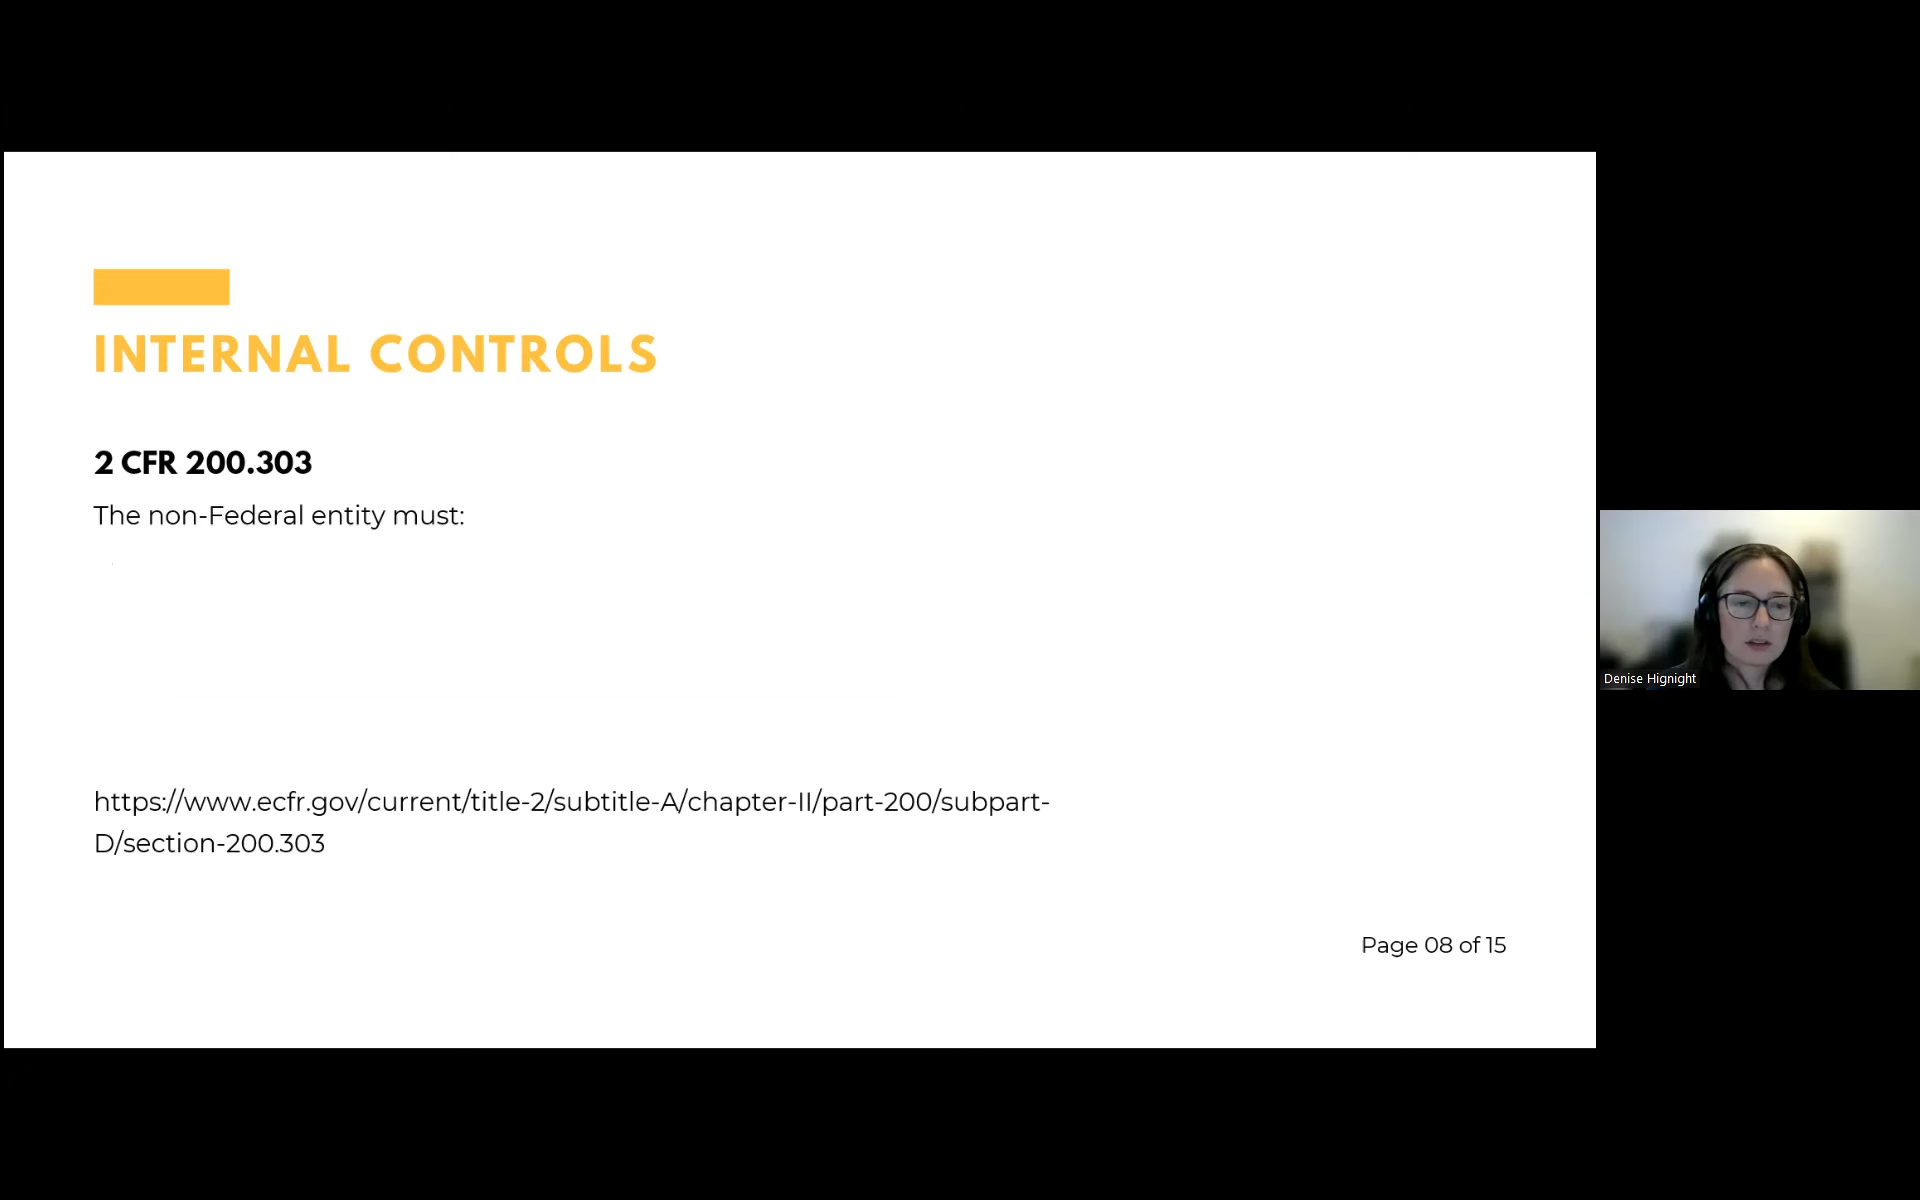 INTERNAL CONTROLS
2 CFR 200.303
The non-Federal entity must:
https://www.ecfr.gov/current/title-2/subtitle-A/chapter-II/part-200/subpart-
D/section-200.303
Page 08 of 15
Denise Hignight